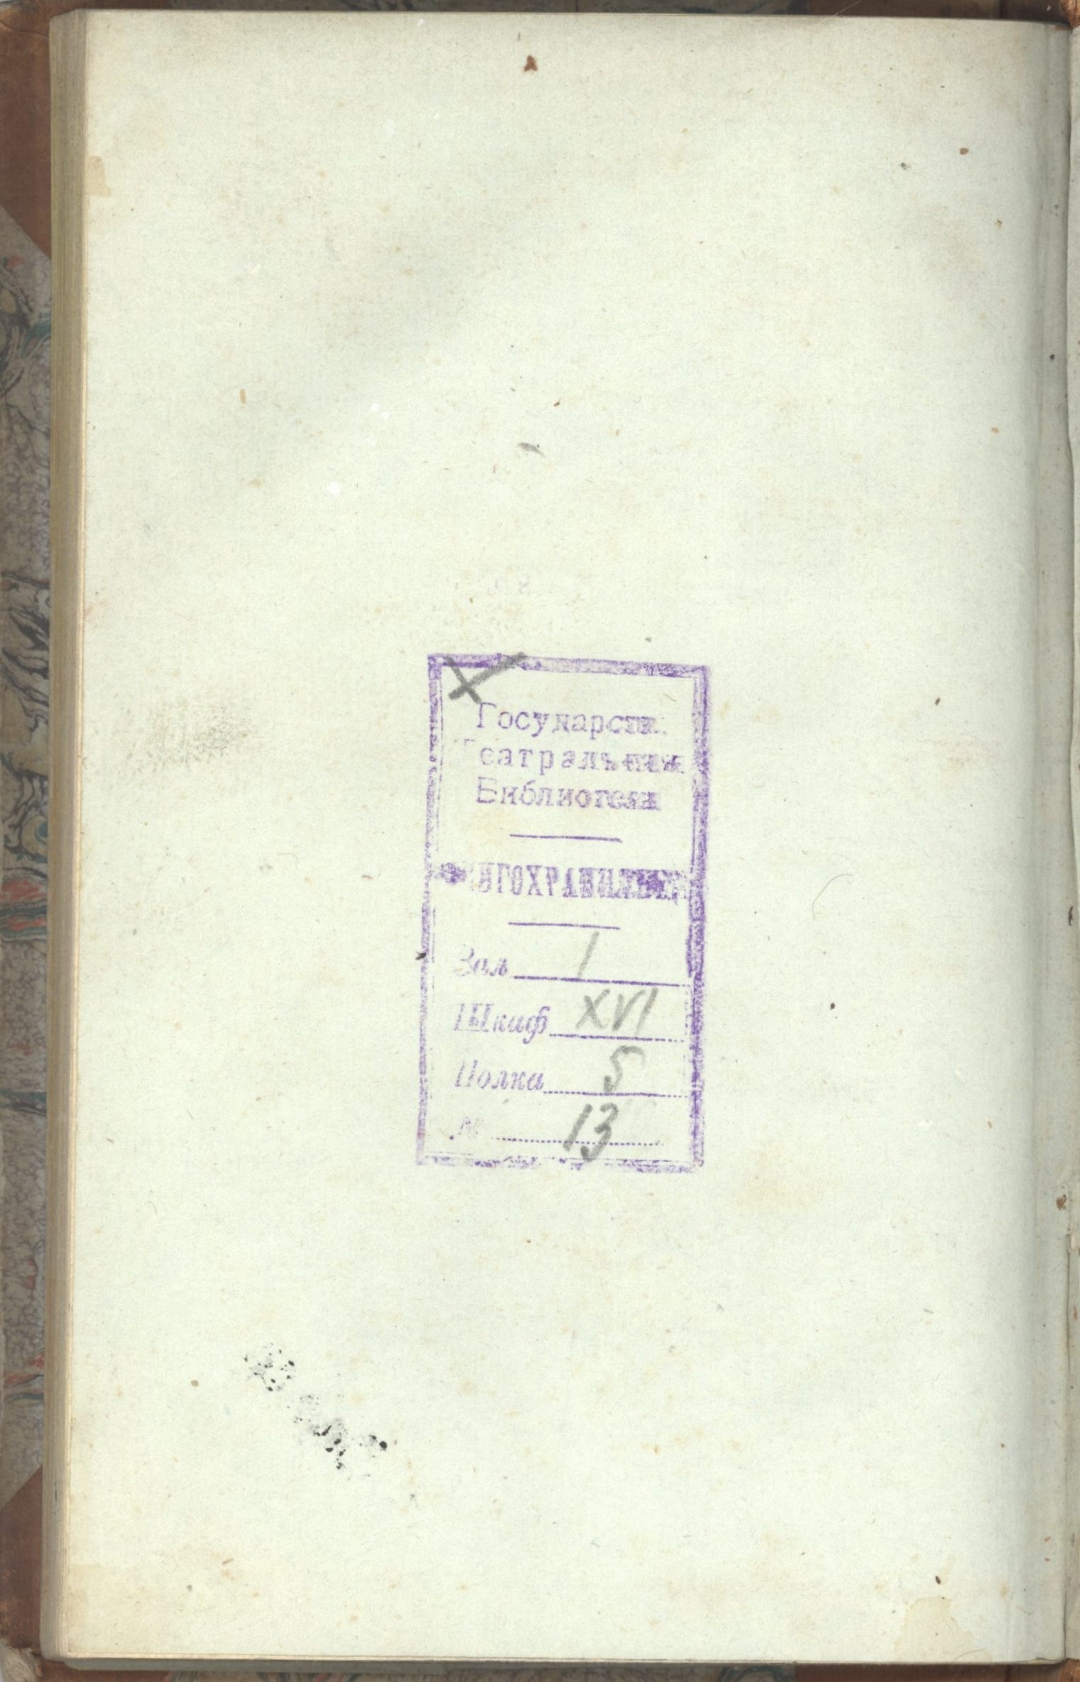 Государств.
Театральная
Библиотека
КНИГОХРАНИЛИЩЕ
Зал 1
Шкаф XVI
Полка 5
№ 13